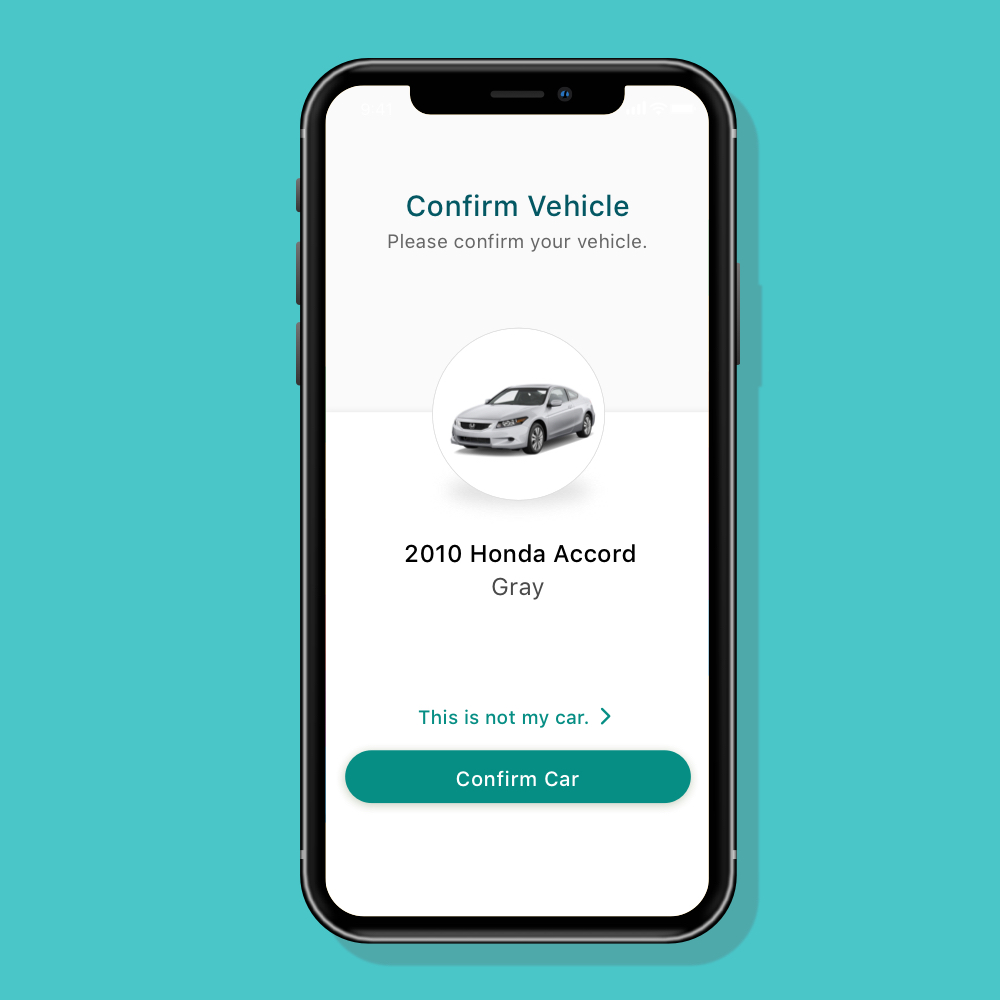 Confirm Vehicle
Please confirm your vehicle.
2010 Honda Accord
Gray
This is not my car.
Confirm Car